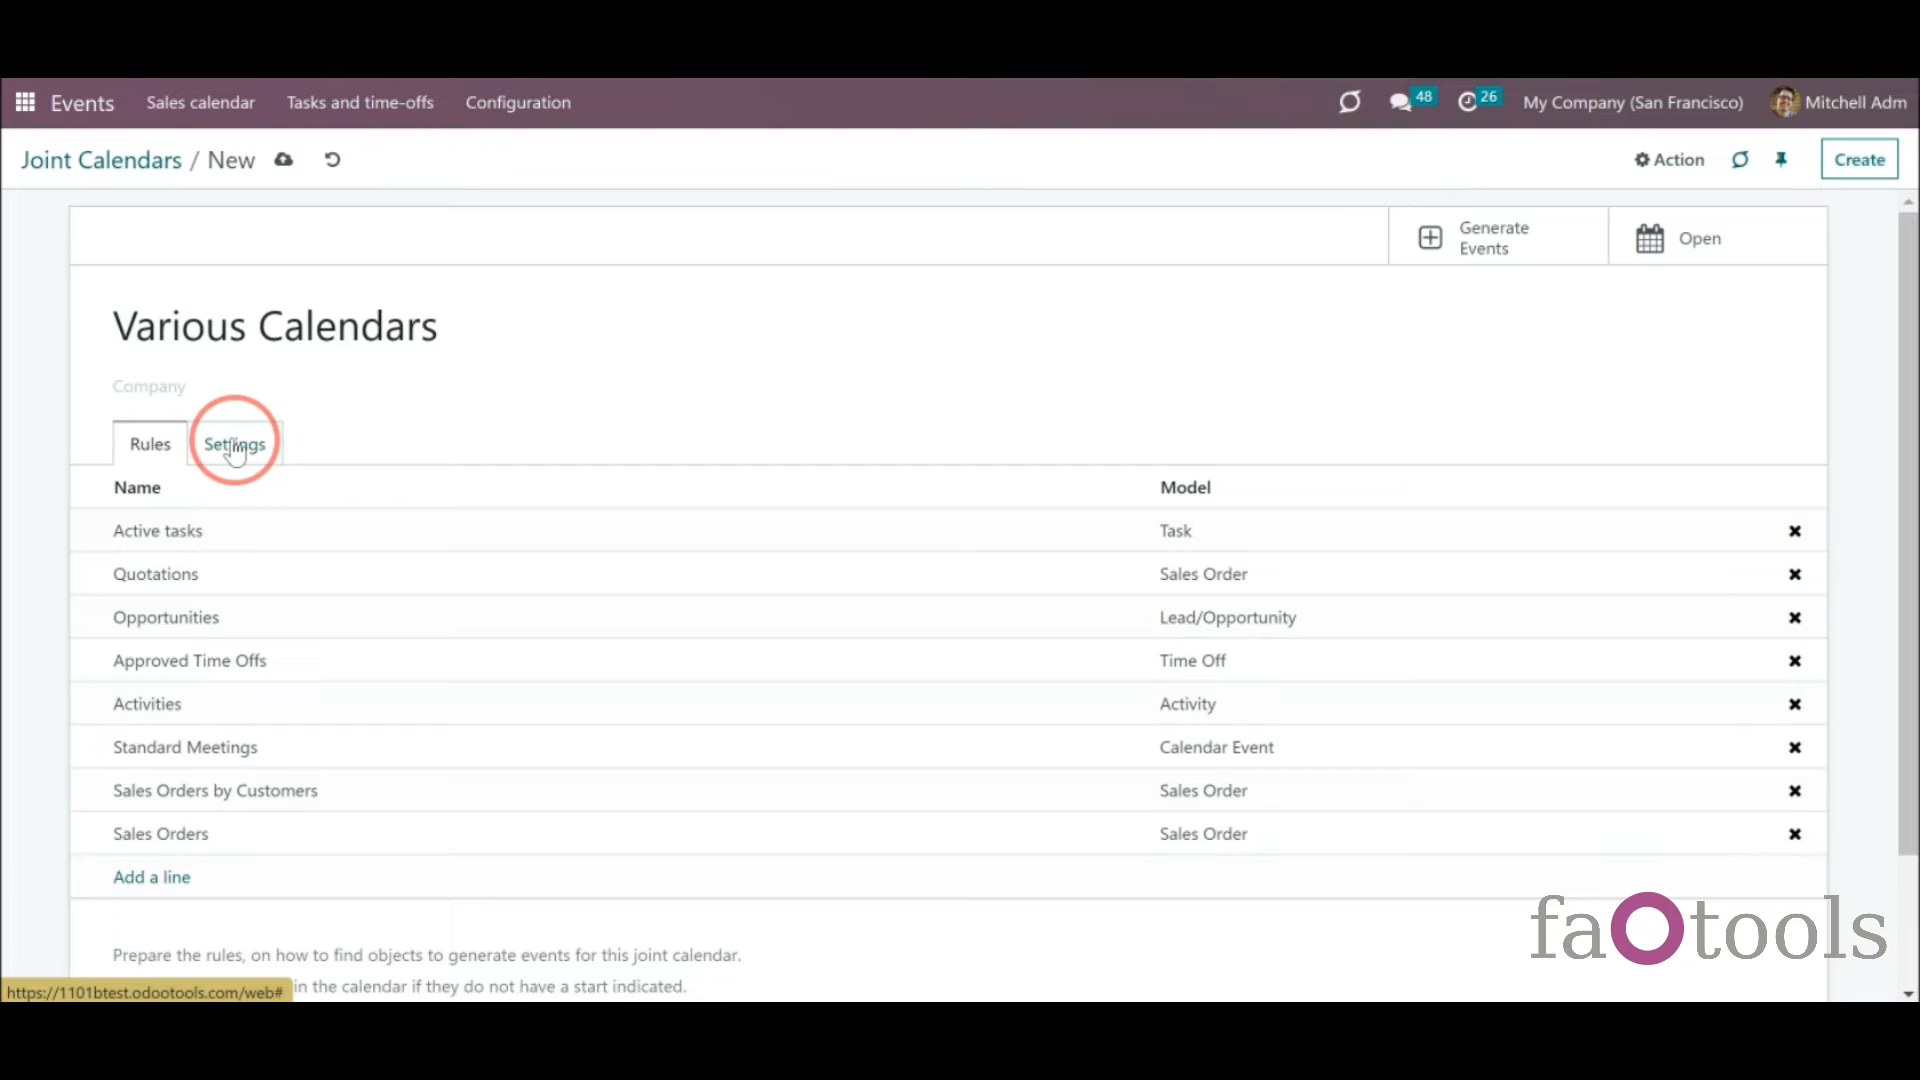 Events Sales calendar Tasks and time-offs Configuration 48 26 My Company (San Francisco) Mitchell Adm
Joint Calendars / New Action Create
Generate Events Open
Various Calendars
Company
Rules Settings
Name Model
Active tasks Task
Quotations Sales Order
Opportunities Lead/Opportunity
Approved Time Offs Time Off
Activities Activity
Standard Meetings Calendar Event
Sales Orders by Customers Sales Order
Sales Orders Sales Order
Add a line
faOtools
Prepare the rules, on how to find objects to generate events for this joint calendar.
https://1101btest.odootools.com/web# in the calendar if they do not have a start indicated.